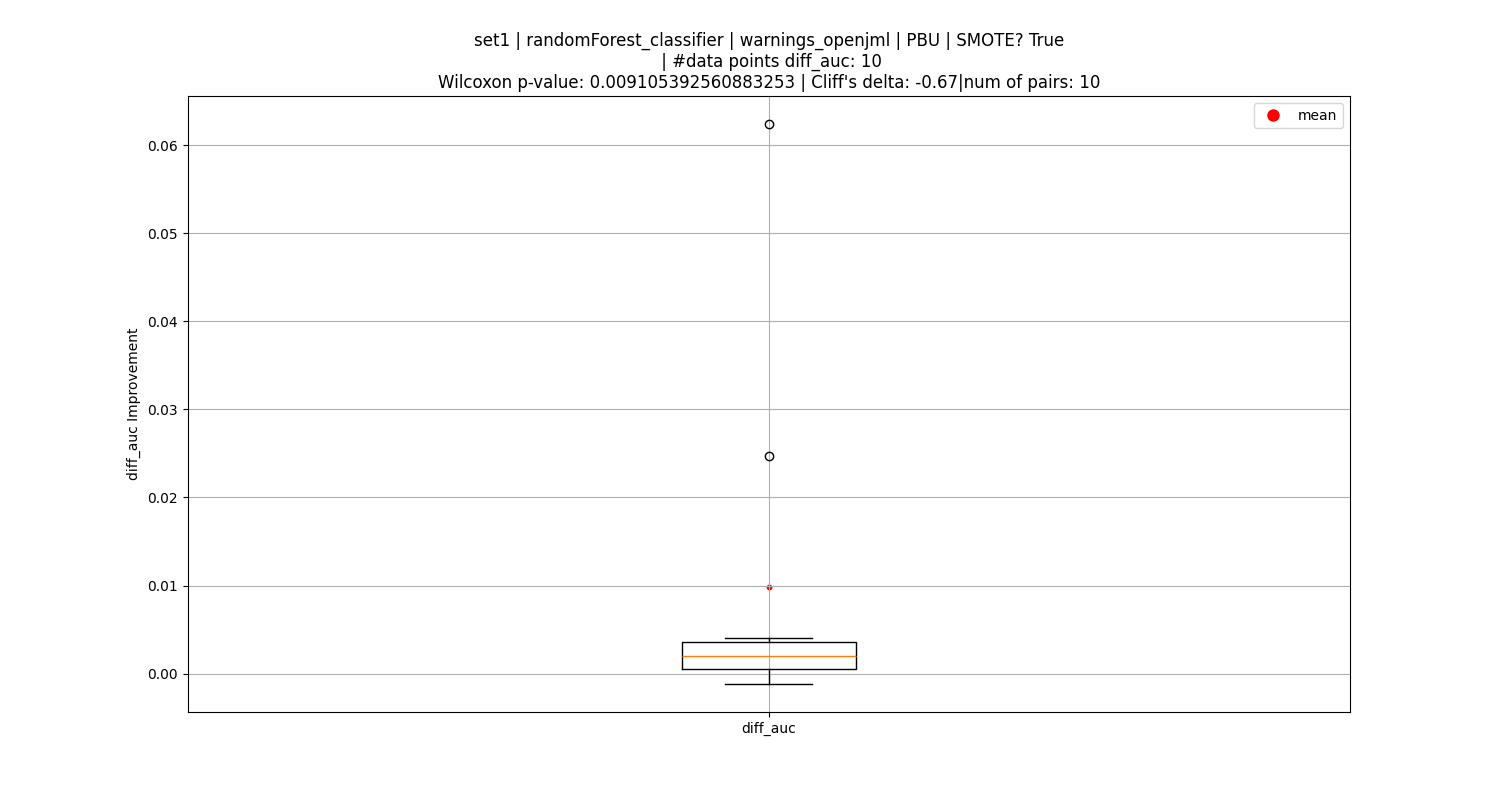 set1 | randomForest_classifier | warnings_openjml | PBU | SMOTE? True
| #data points diff_auc: 10
Wilcoxon p-value: 0.009105392560883253 | Cliff's delta: -0.67|num of pairs: 10
mean
0.06
0.05
0.04
0.03
0.02
0.01
0.00
diff_auc Improvement
diff_auc